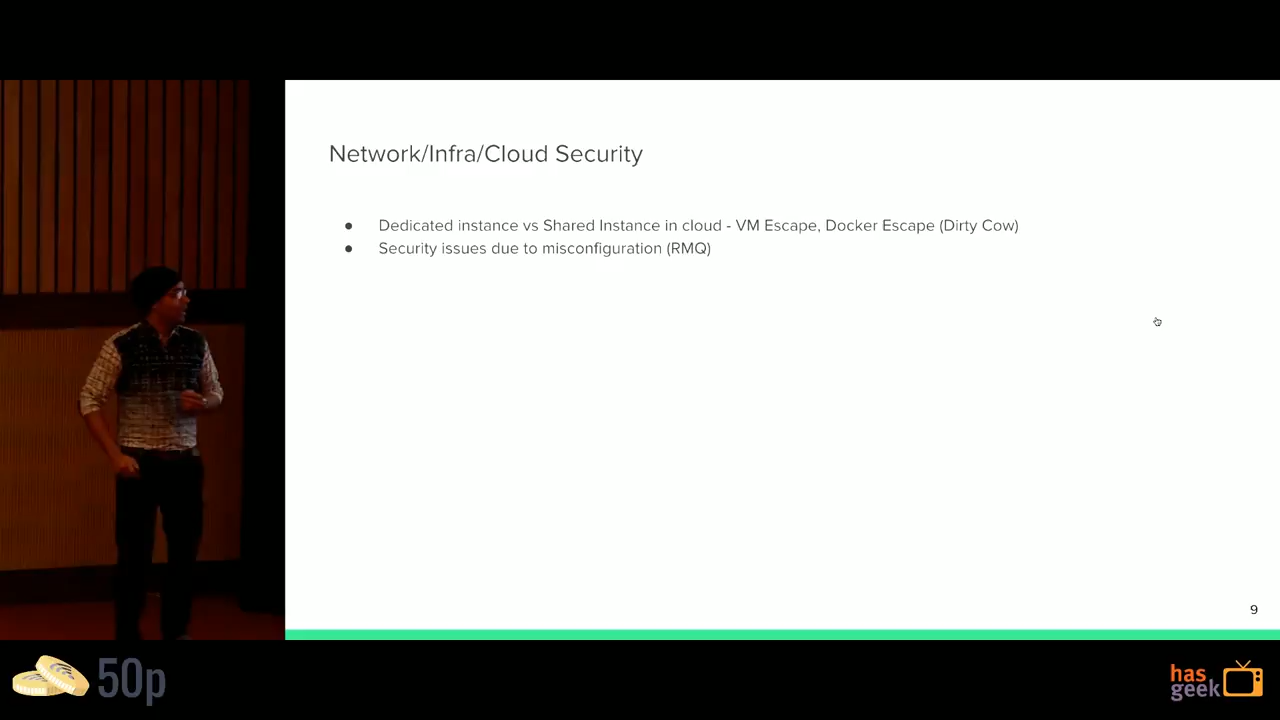 Network/Infra/Cloud Security
● Dedicated instance vs Shared Instance in cloud - VM Escape, Docker Escape (Dirty Cow)
● Security issues due to misconfiguration (RMQ)
9
50p
has
geek